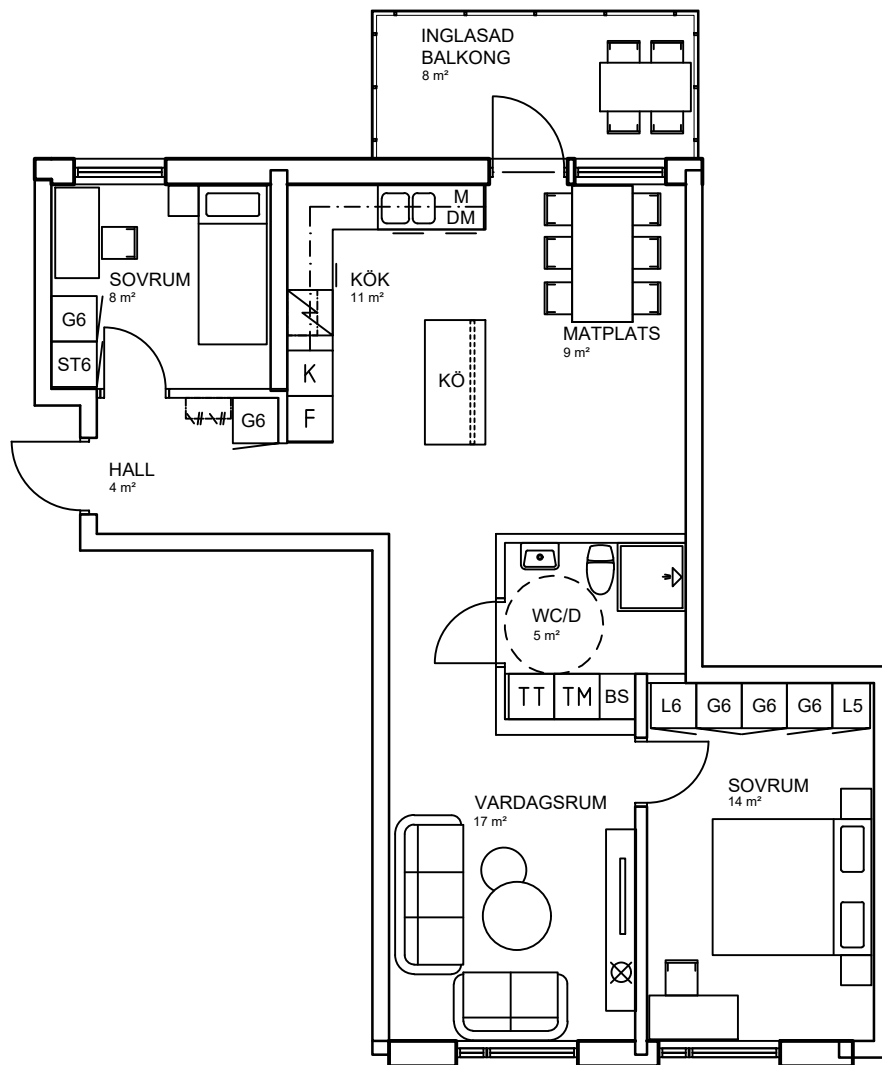 INGLASAD
BALKONG
8 m²
M
DM
SOVRUM
8 m²
KÖK
11 m²
G6
ST6
MATPLATS
9 m²
K
KÖ
F
G6
HALL
4 m²
WC/D
5 m²
TT TM BS
L6 G6 G6 G6 L5
VARDAGSRUM
17 m²
SOVRUM
14 m²